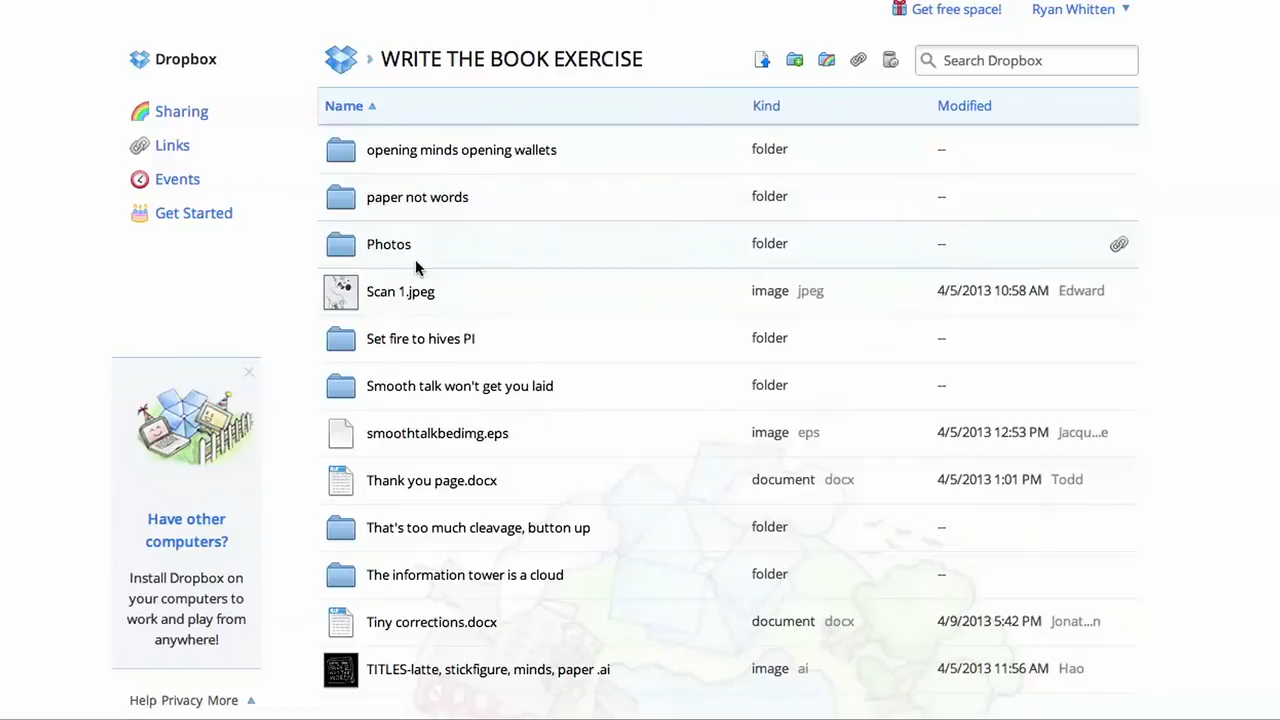 Get free space! Ryan Whitten
Dropbox
WRITE THE BOOK EXERCISE
Search Dropbox
Sharing
Links
Events
Get Started
Name Kind Modified
opening minds opening wallets folder --
paper not words folder --
Photos folder --
Scan 1.jpeg image jpeg 4/5/2013 10:58 AM Edward
Set fire to hives PI folder --
Smooth talk won't get you laid folder --
smoothtalkbedimg.eps image eps 4/5/2013 12:53 PM Jacqu...e
Thank you page.docx document docx 4/5/2013 1:01 PM Todd
That's too much cleavage, button up folder --
The information tower is a cloud folder --
Tiny corrections.docx document docx 4/9/2013 5:42 PM Jonat...n
TITLES-latte, stickfigure, minds, paper .ai image ai 4/5/2013 11:56 AM Hao
Have other
computers?
Install Dropbox on
your computers to
work and play from
anywhere!
Help Privacy More